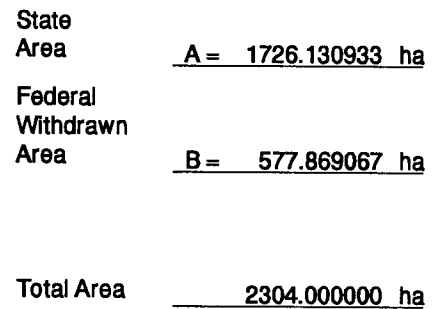 State
Area A = 1726.130933 ha
Federal
Withdrawn
Area B = 577.869067 ha
Total Area 2304.000000 ha